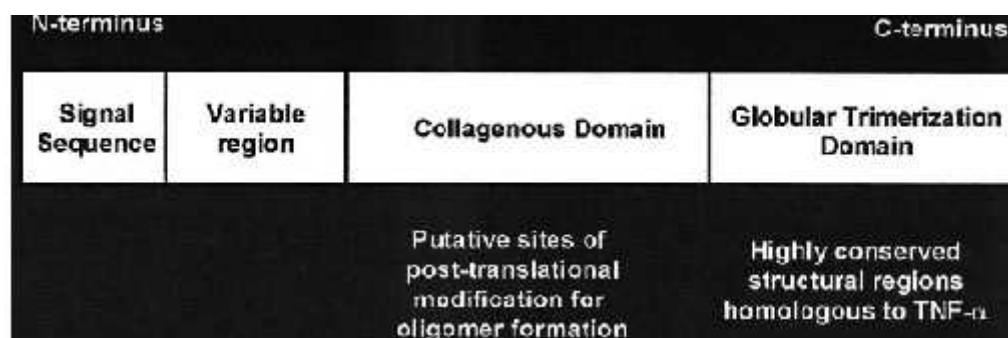 N-terminus
C-terminus
Signal
Sequence
Variable
region
Collagenous Domain
Globular Trimerization
Domain
Putative sites of
post-translational
modification for
oligomer formation
Highly conserved
structural regions
homologous to TNF-α